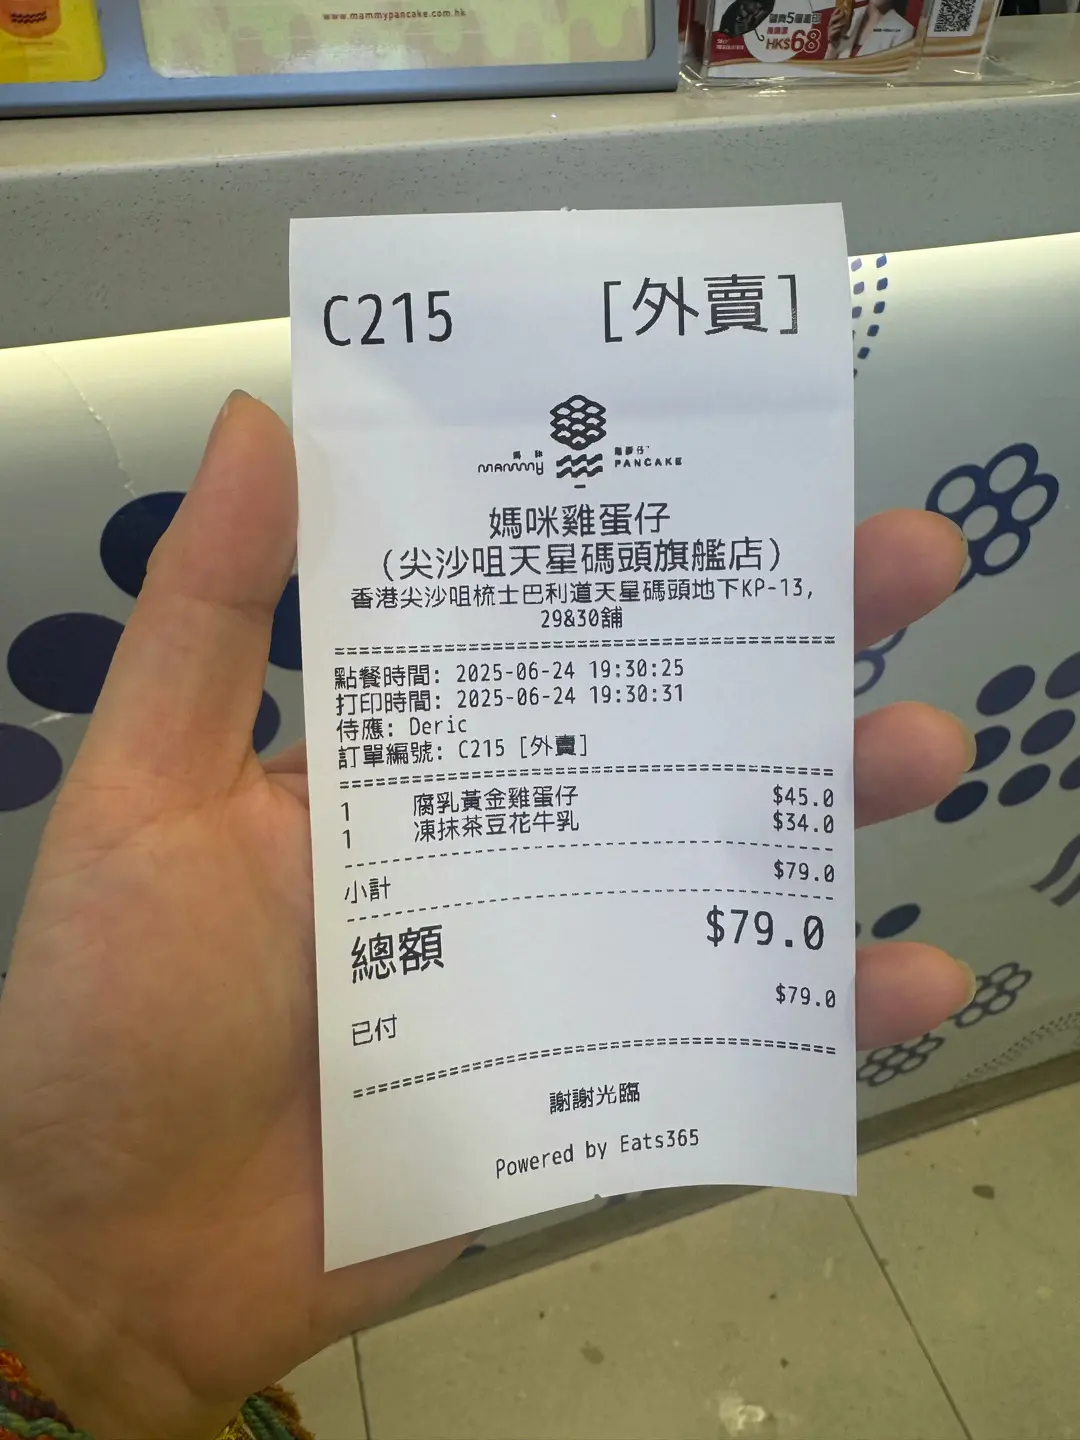 www.mammypancake.com.hk
HK$68
C215 [外賣]
媽咪 雞蛋仔
MAMMY PANCAKE
媽咪雞蛋仔
(尖沙咀天星碼頭旗艦店)
香港尖沙咀梳士巴利道天星碼頭地下KP-13,
29&30舖
點餐時間: 2025-06-24 19:30:25
打印時間: 2025-06-24 19:30:31
侍應: Deric
訂單編號: C215 [外賣]
1 腐乳黃金雞蛋仔 $45.0
1 凍抹茶豆花牛乳 $34.0
小計 $79.0
總額 $79.0
已付 $79.0
謝謝光臨
Powered by Eats365